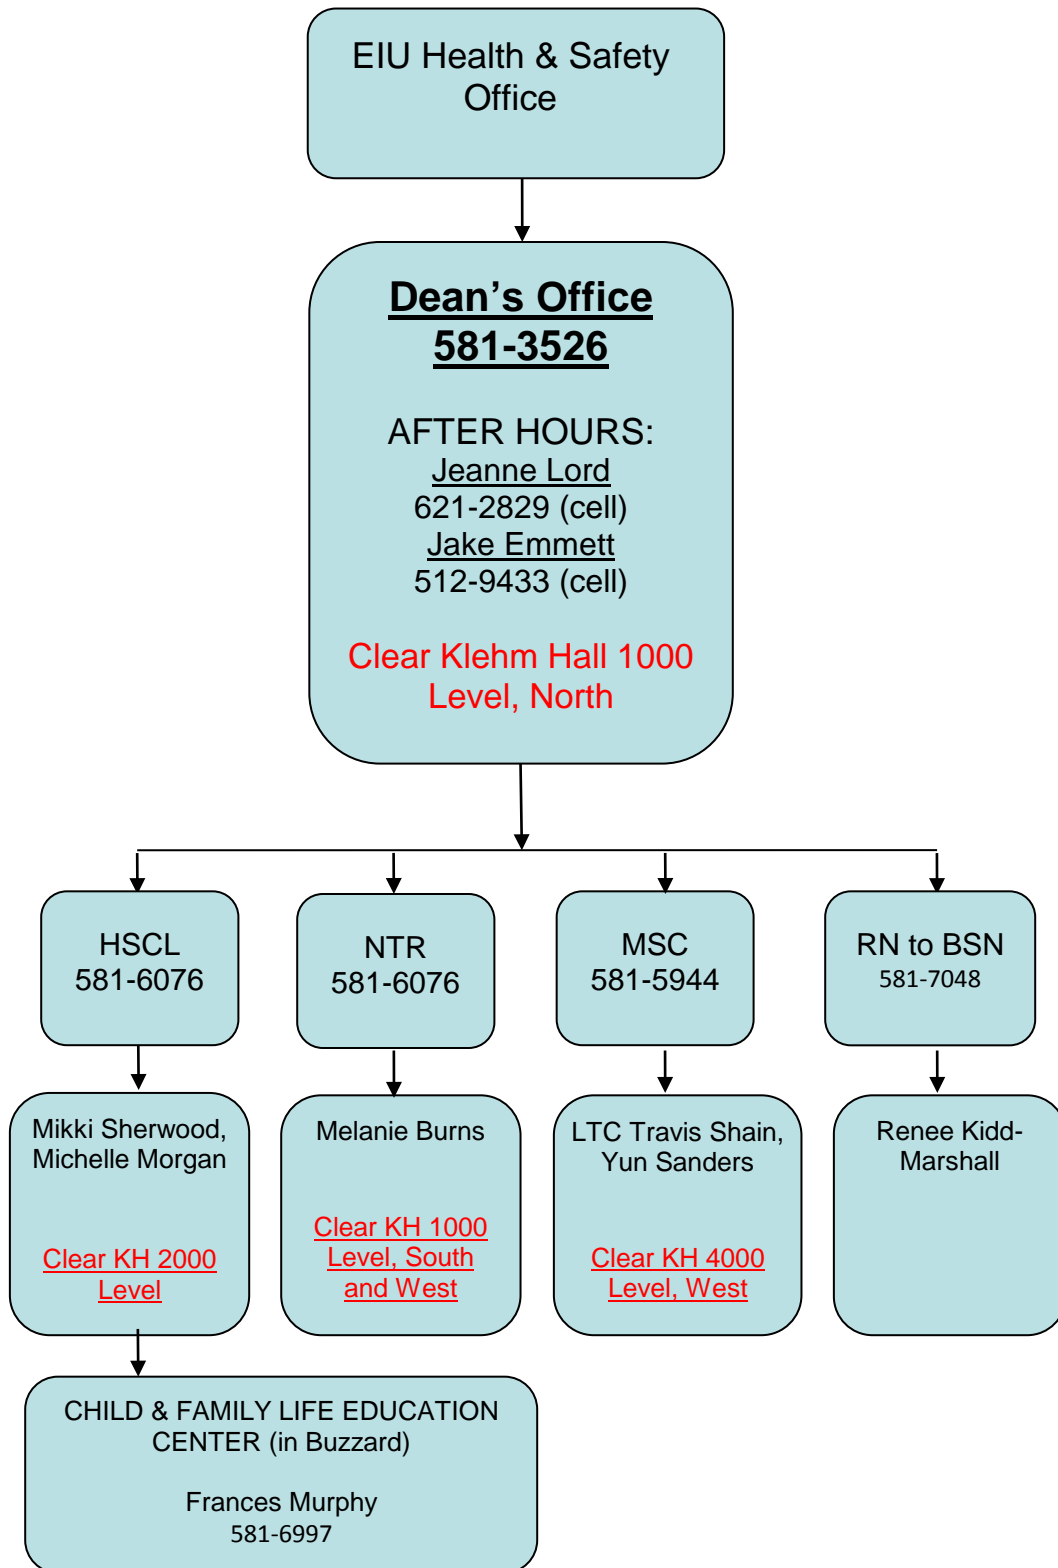 EIU Health & Safety
Office
Dean’s Office
581-3526
AFTER HOURS:
Jeanne Lord
621-2829 (cell)
Jake Emmett
512-9433 (cell)
Clear Klehm Hall 1000
Level, North
HSCL
581-6076
NTR
581-6076
MSC
581-5944
RN to BSN
581-7048
Mikki Sherwood,
Michelle Morgan
Clear KH 2000
Level
Melanie Burns
Clear KH 1000
Level, South
and West
LTC Travis Shain,
Yun Sanders
Clear KH 4000
Level, West
Renee Kidd-
Marshall
CHILD & FAMILY LIFE EDUCATION
CENTER (in Buzzard)
Frances Murphy
581-6997